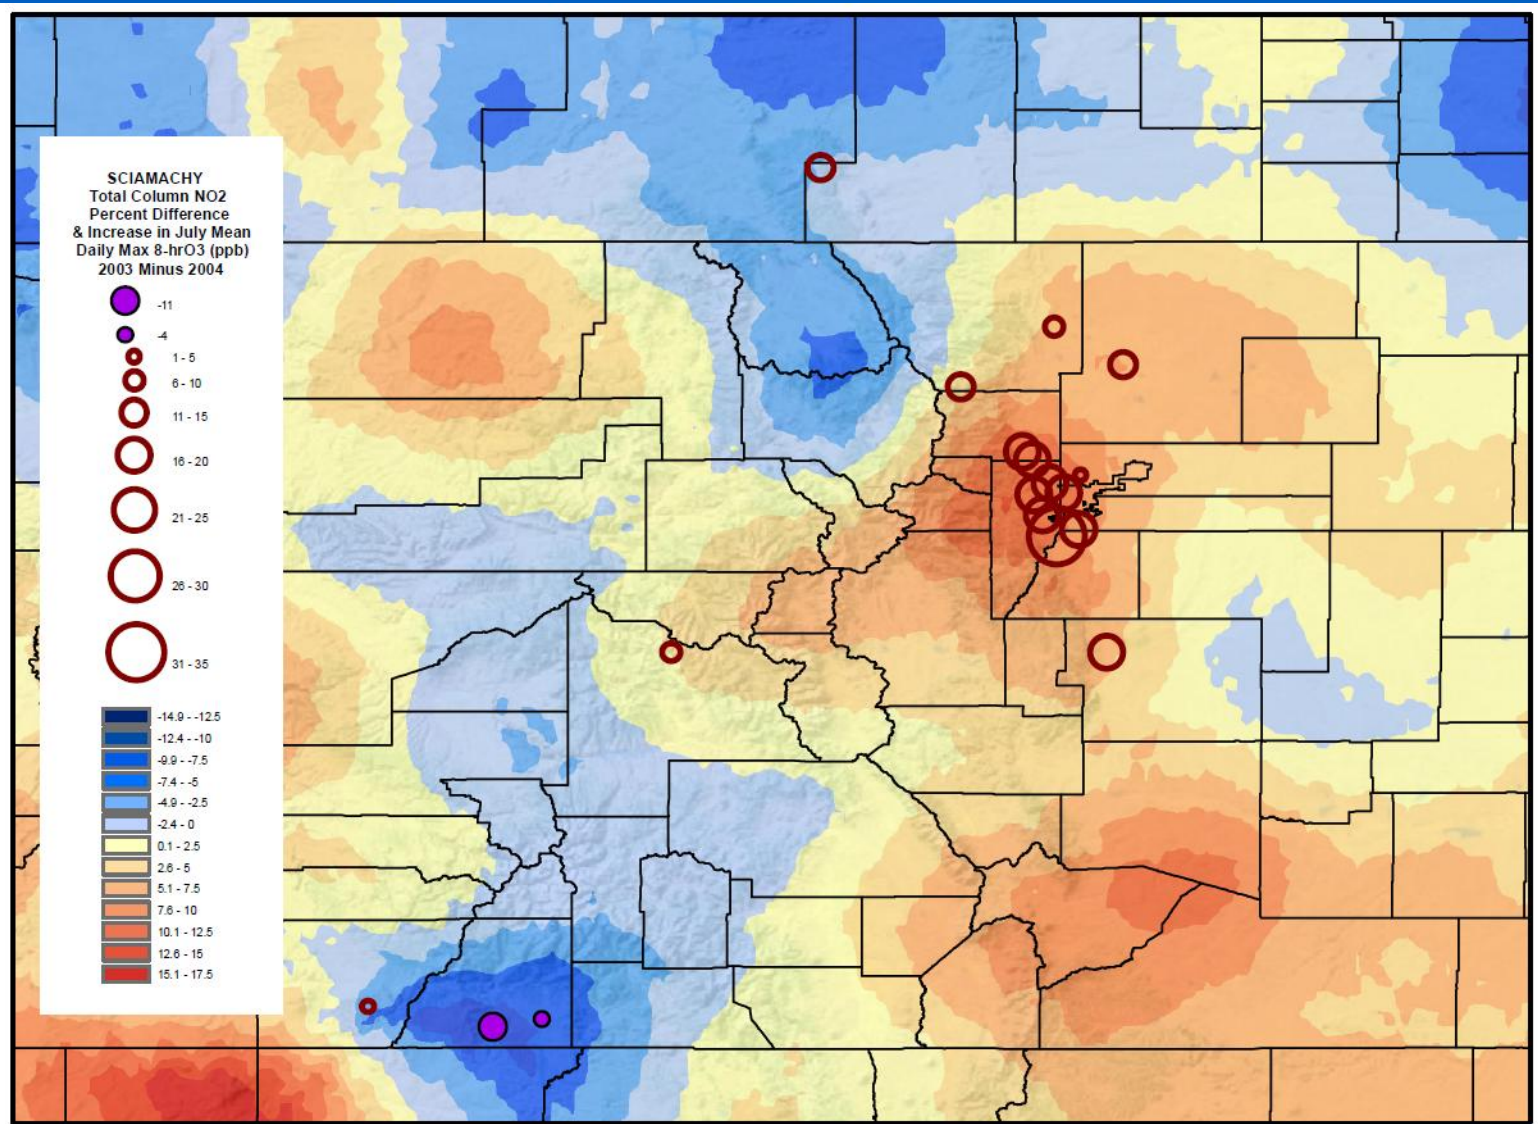 SCIAMACHY
Total Column NO2
Percent Difference
& Increase in July Mean
Daily Max 8-hrO3 (ppb)
2003 Minus 2004
-11
-4
1 - 5
6 - 10
11 - 15
16 - 20
21 - 25
26 - 30
31 - 35
-14.9 - -12.5
-12.4 - -10
-9.9 - -7.5
-7.4 - -5
-4.9 - -2.5
-2.4 - 0
0.1 - 2.5
2.6 - 5
5.1 - 7.5
7.6 - 10
10.1 - 12.5
12.6 - 15
15.1 - 17.5